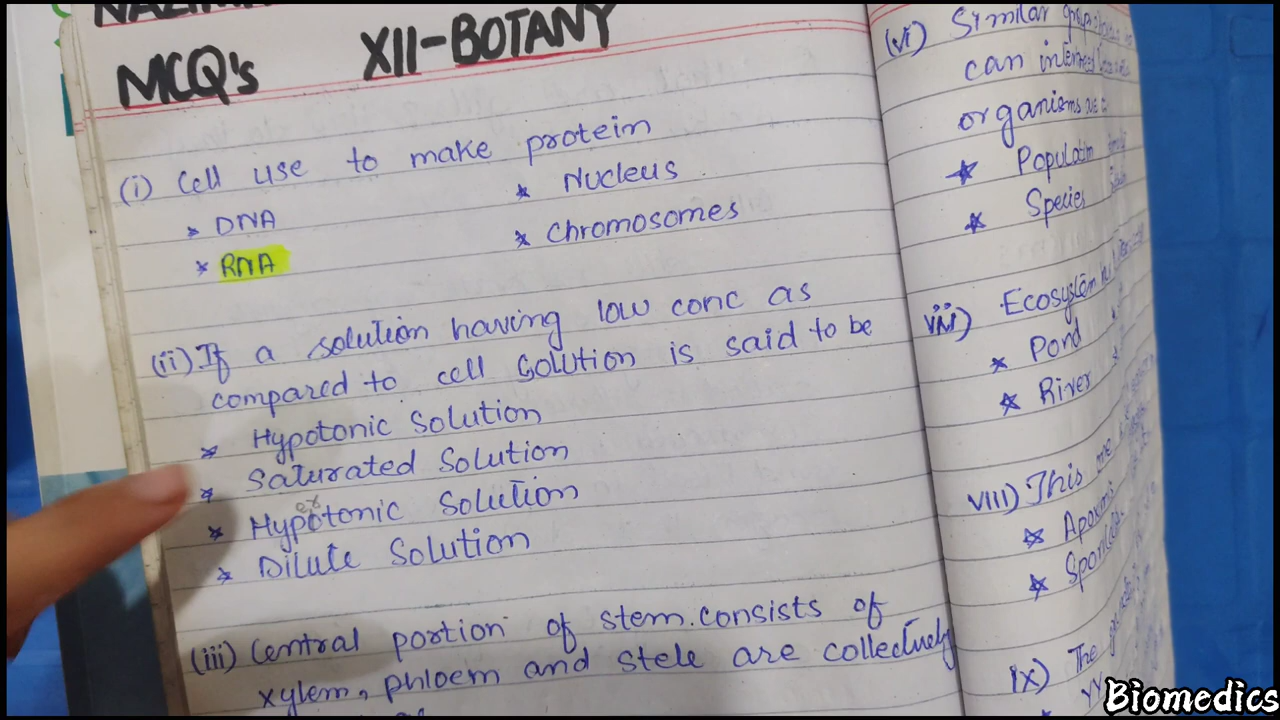 MCQ's XII-BOTANY
(i) Cell use to make protein
* DNA * Nucleus
* RNA * Chromosomes
(ii) If a solution having low conc as
compared to cell solution is said to be
* Hypotonic Solution
* Saturated Solution
er
* Hypotonic Solution
* Dilute Solution
(iii) Central portion of stem consists of
xylem, phloem and stele are collectively
(vi) Similar
can
organisms
* Population
* Species
vii) Ecosystem
* Pond
* River
viii) This
*
*
ix) The
Biomedics